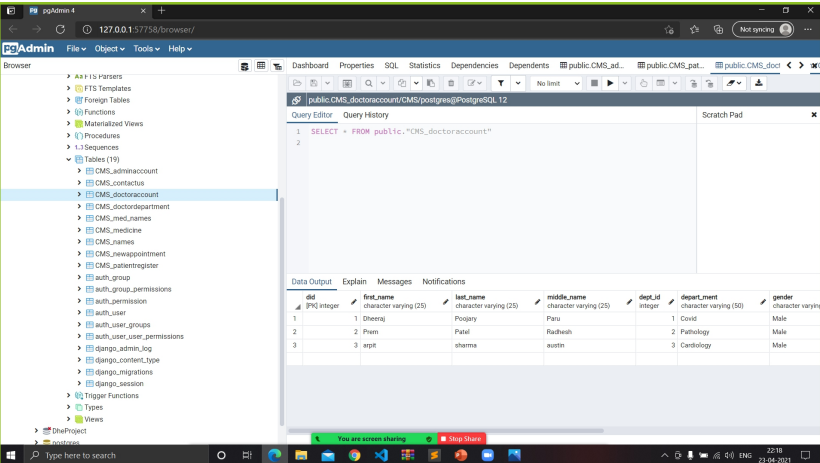 pgAdmin 4
127.0.0.1:57758/browser/
Not syncing
pgAdmin File Object Tools Help
Browser
Dashboard Properties SQL Statistics Dependencies Dependents public.CMS_ad... public.CMS_pat... public.CMS_doct
FTS Parsers
FTS Templates
Foreign Tables
Functions
Materialized Views
Procedures
1..3 Sequences
Tables (19)
CMS_adminaccount
CMS_contactus
CMS_doctoraccount
CMS_doctordepartment
CMS_med_names
CMS_medicine
CMS_names
CMS_newappointment
CMS_patientregister
auth_group
auth_group_permissions
auth_permission
auth_user
auth_user_groups
auth_user_user_permissions
django_admin_log
django_content_type
django_migrations
django_session
Trigger Functions
Types
Views
DheProject
postgres
No limit
public.CMS_doctoraccount/CMS/postgres@PostgreSQL 12
Query Editor Query History
Scratch Pad
1 SELECT * FROM public."CMS_doctoraccount"
2
Data Output Explain Messages Notifications
did first_name last_name middle_name dept_id depart_ment gender
[PK] integer character varying (25) character varying (25) character varying (25) integer character varying (50) character varying
1 1 Dheeraj Poojary Paru 1 Covid Male
2 2 Prem Patel Radhesh 2 Pathology Male
3 3 arpit sharma austin 3 Cardiology Male
You are screen sharing Stop Share
Type here to search
ENG
22:18
23-04-2021